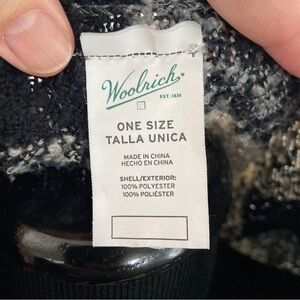 Woolrich
EST. 1830
ONE SIZE
TALLA UNICA
MADE IN CHINA
HECHO EN CHINA
SHELL/EXTERIOR:
100% POLYESTER
100% POLIÉSTER